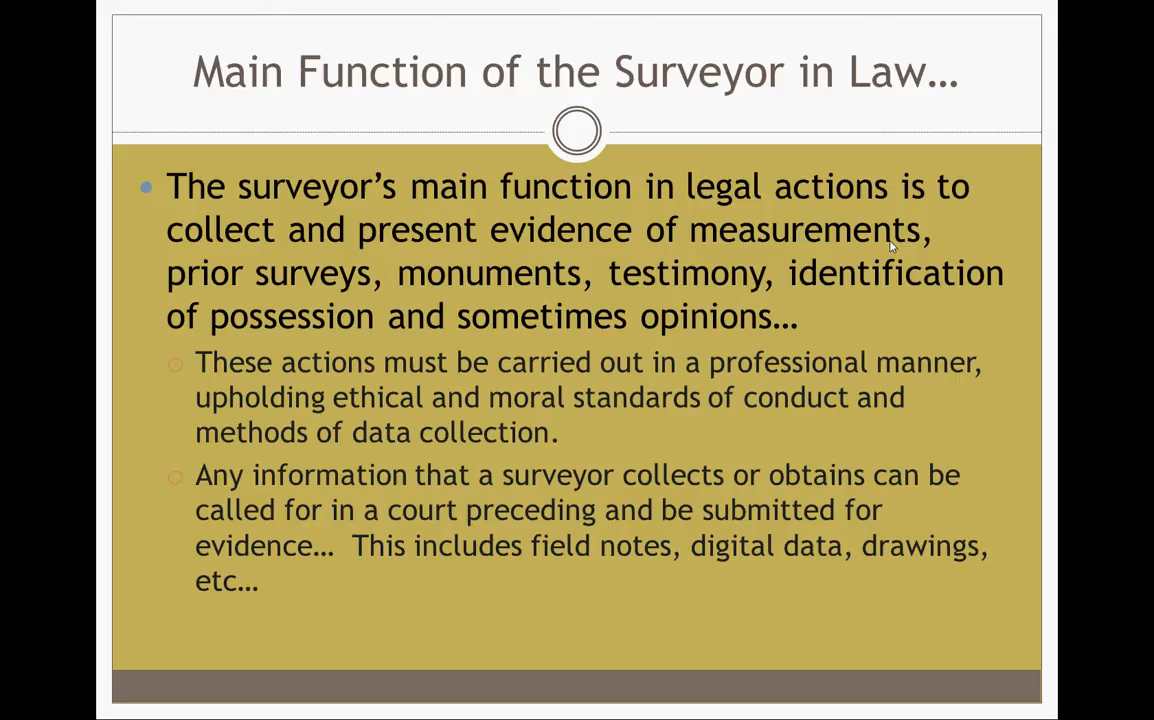 Main Function of the Surveyor in Law…
The surveyor's main function in legal actions is to
collect and present evidence of measurements,
prior surveys, monuments, testimony, identification
of possession and sometimes opinions…
These actions must be carried out in a professional manner,
upholding ethical and moral standards of conduct and
methods of data collection.
Any information that a surveyor collects or obtains can be
called for in a court preceding and be submitted for
evidence… This includes field notes, digital data, drawings,
etc…